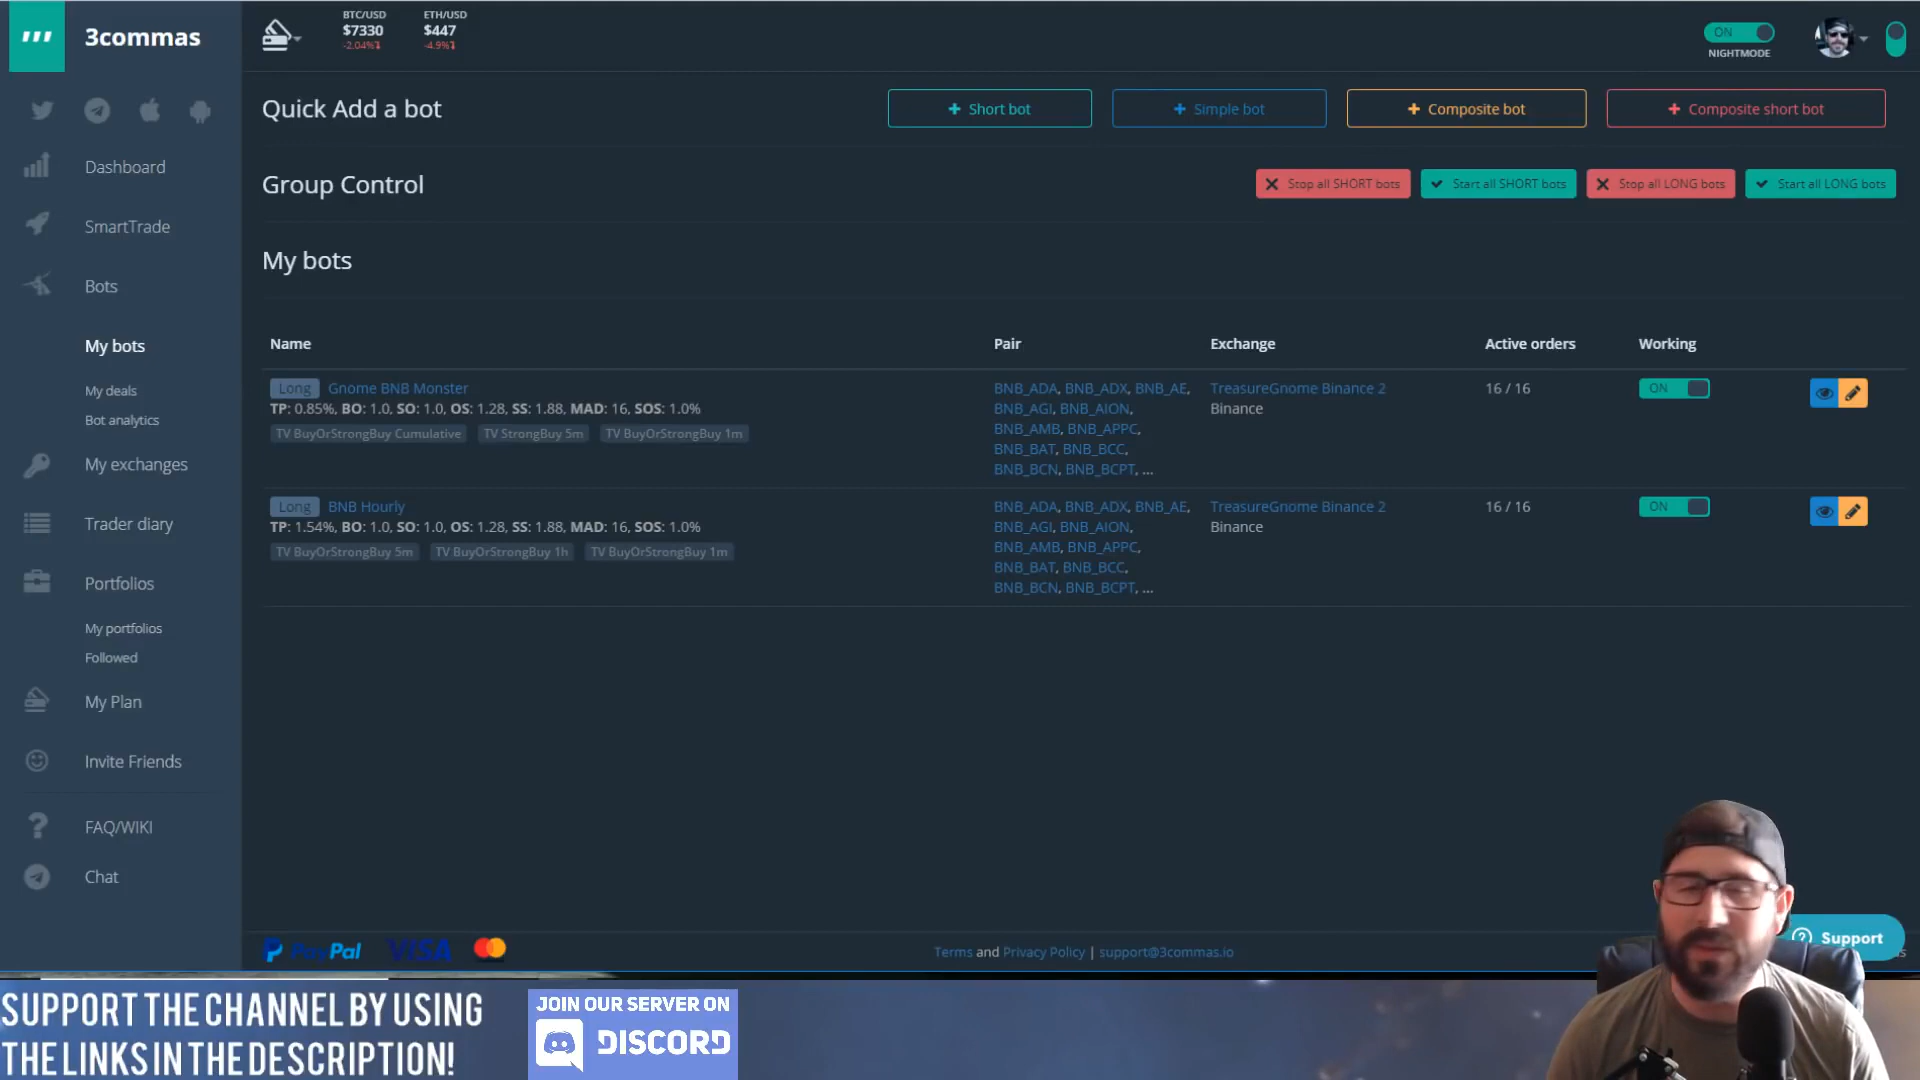 3commas
BTC/USD
$7330
-2.04%
ETH/USD
$447
-4.9%
ON
NIGHTMODE
Quick Add a bot
+ Short bot
+ Simple bot
+ Composite bot
+ Composite short bot
Group Control
Stop all SHORT bots
Start all SHORT bots
Stop all LONG bots
Start all LONG bots
Dashboard
SmartTrade
Bots
My bots
My deals
Bot analytics
My exchanges
Trader diary
Portfolios
My portfolios
Followed
My Plan
Invite Friends
FAQ/WIKI
Chat
My bots
Name Pair Exchange Active orders Working
Long Gnome BNB Monster
TP: 0.85%, BO: 1.0, SO: 1.0, OS: 1.28, SS: 1.88, MAD: 16, SOS: 1.0%
TV BuyOrStrongBuy Cumulative TV StrongBuy 5m TV BuyOrStrongBuy 1m
BNB_ADA, BNB_ADX, BNB_AE,
BNB_AGI, BNB_AION,
BNB_AMB, BNB_APPC,
BNB_BAT, BNB_BCC,
BNB_BCN, BNB_BCPT, ...
TreasureGnome Binance 2
Binance
16 / 16
ON
Long BNB Hourly
TP: 1.54%, BO: 1.0, SO: 1.0, OS: 1.28, SS: 1.88, MAD: 16, SOS: 1.0%
TV BuyOrStrongBuy 5m TV BuyOrStrongBuy 1h TV BuyOrStrongBuy 1m
BNB_ADA, BNB_ADX, BNB_AE,
BNB_AGI, BNB_AION,
BNB_AMB, BNB_APPC,
BNB_BAT, BNB_BCC,
BNB_BCN, BNB_BCPT, ...
TreasureGnome Binance 2
Binance
16 / 16
ON
PayPal VISA
Terms and Privacy Policy | support@3commas.io
Support
SUPPORT THE CHANNEL BY USING
THE LINKS IN THE DESCRIPTION!
JOIN OUR SERVER ON
DISCORD